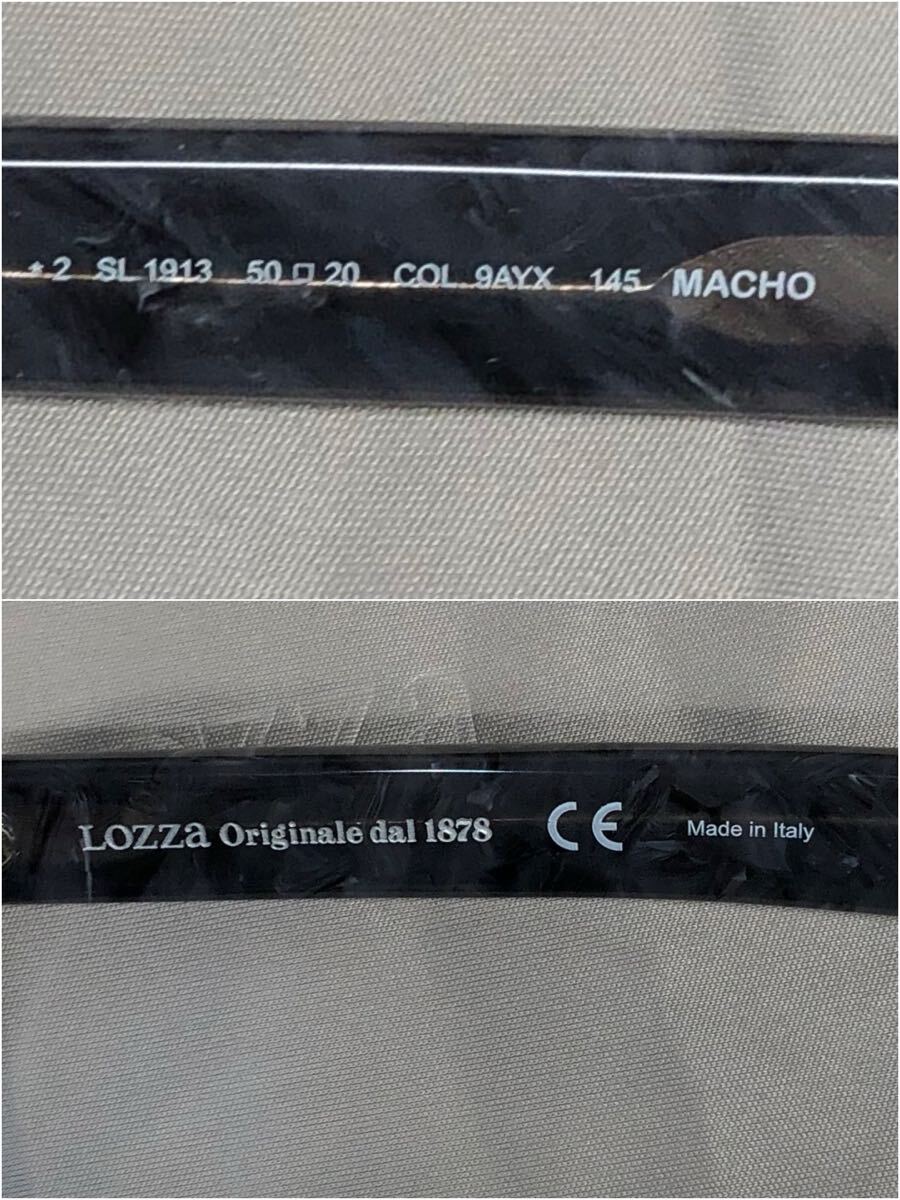 *2 SL 1913 50□20 COL. 9AYX 145 MACHO
LOZZa Originale dal 1878 CE Made in Italy